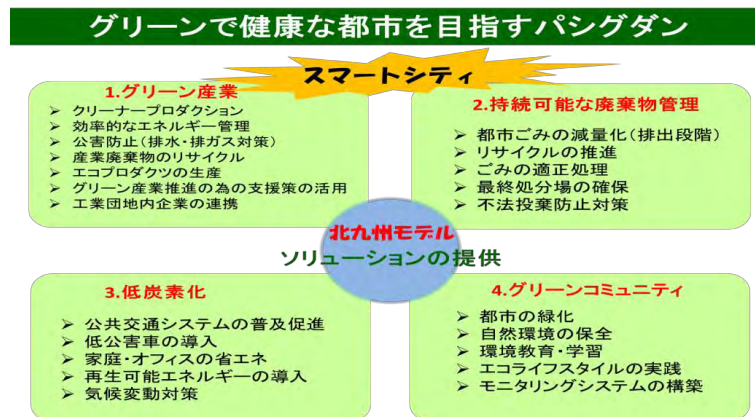 グリーンで健康な都市を目指すパシグダン
スマートシティ
1.グリーン産業
➢ クリーナープロダクション
➢ 効率的なエネルギー管理
➢ 公害防止(排水・排ガス対策)
➢ 産業廃棄物のリサイクル
➢ エコプロダクツの生産
➢ グリーン産業推進の為の支援策の活用
➢ 工業団地内企業の連携
2.持続可能な廃棄物管理
➢ 都市ごみの減量化(排出段階)
➢ リサイクルの推進
➢ ごみの適正処理
➢ 最終処分場の確保
➢ 不法投棄防止対策
北九州モデル
ソリューションの提供
3.低炭素化
➢ 公共交通システムの普及促進
➢ 低公害車の導入
➢ 家庭・オフィスの省エネ
➢ 再生可能エネルギーの導入
➢ 気候変動対策
4.グリーンコミュニティ
➢ 都市の緑化
➢ 自然環境の保全
➢ 環境教育・学習
➢ エコライフスタイルの実践
➢ モニタリングシステムの構築